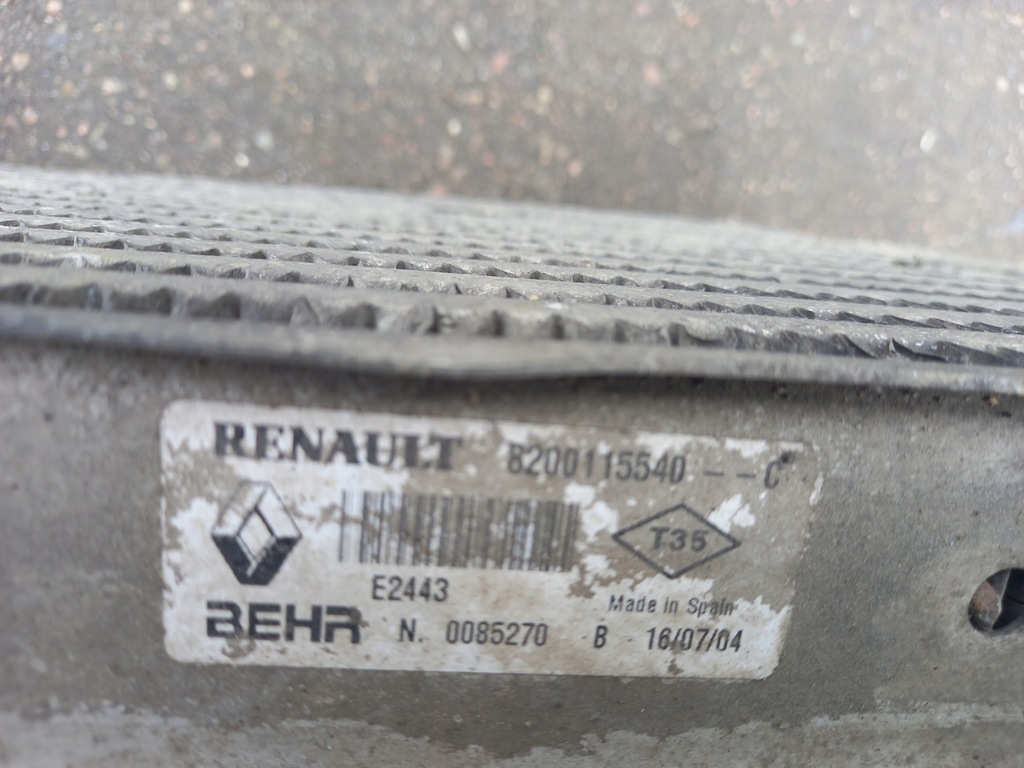 RENAULT 8200115540--C
T35
E2443
Made in Spain
BEHR N. 0085270 B 16/07/04